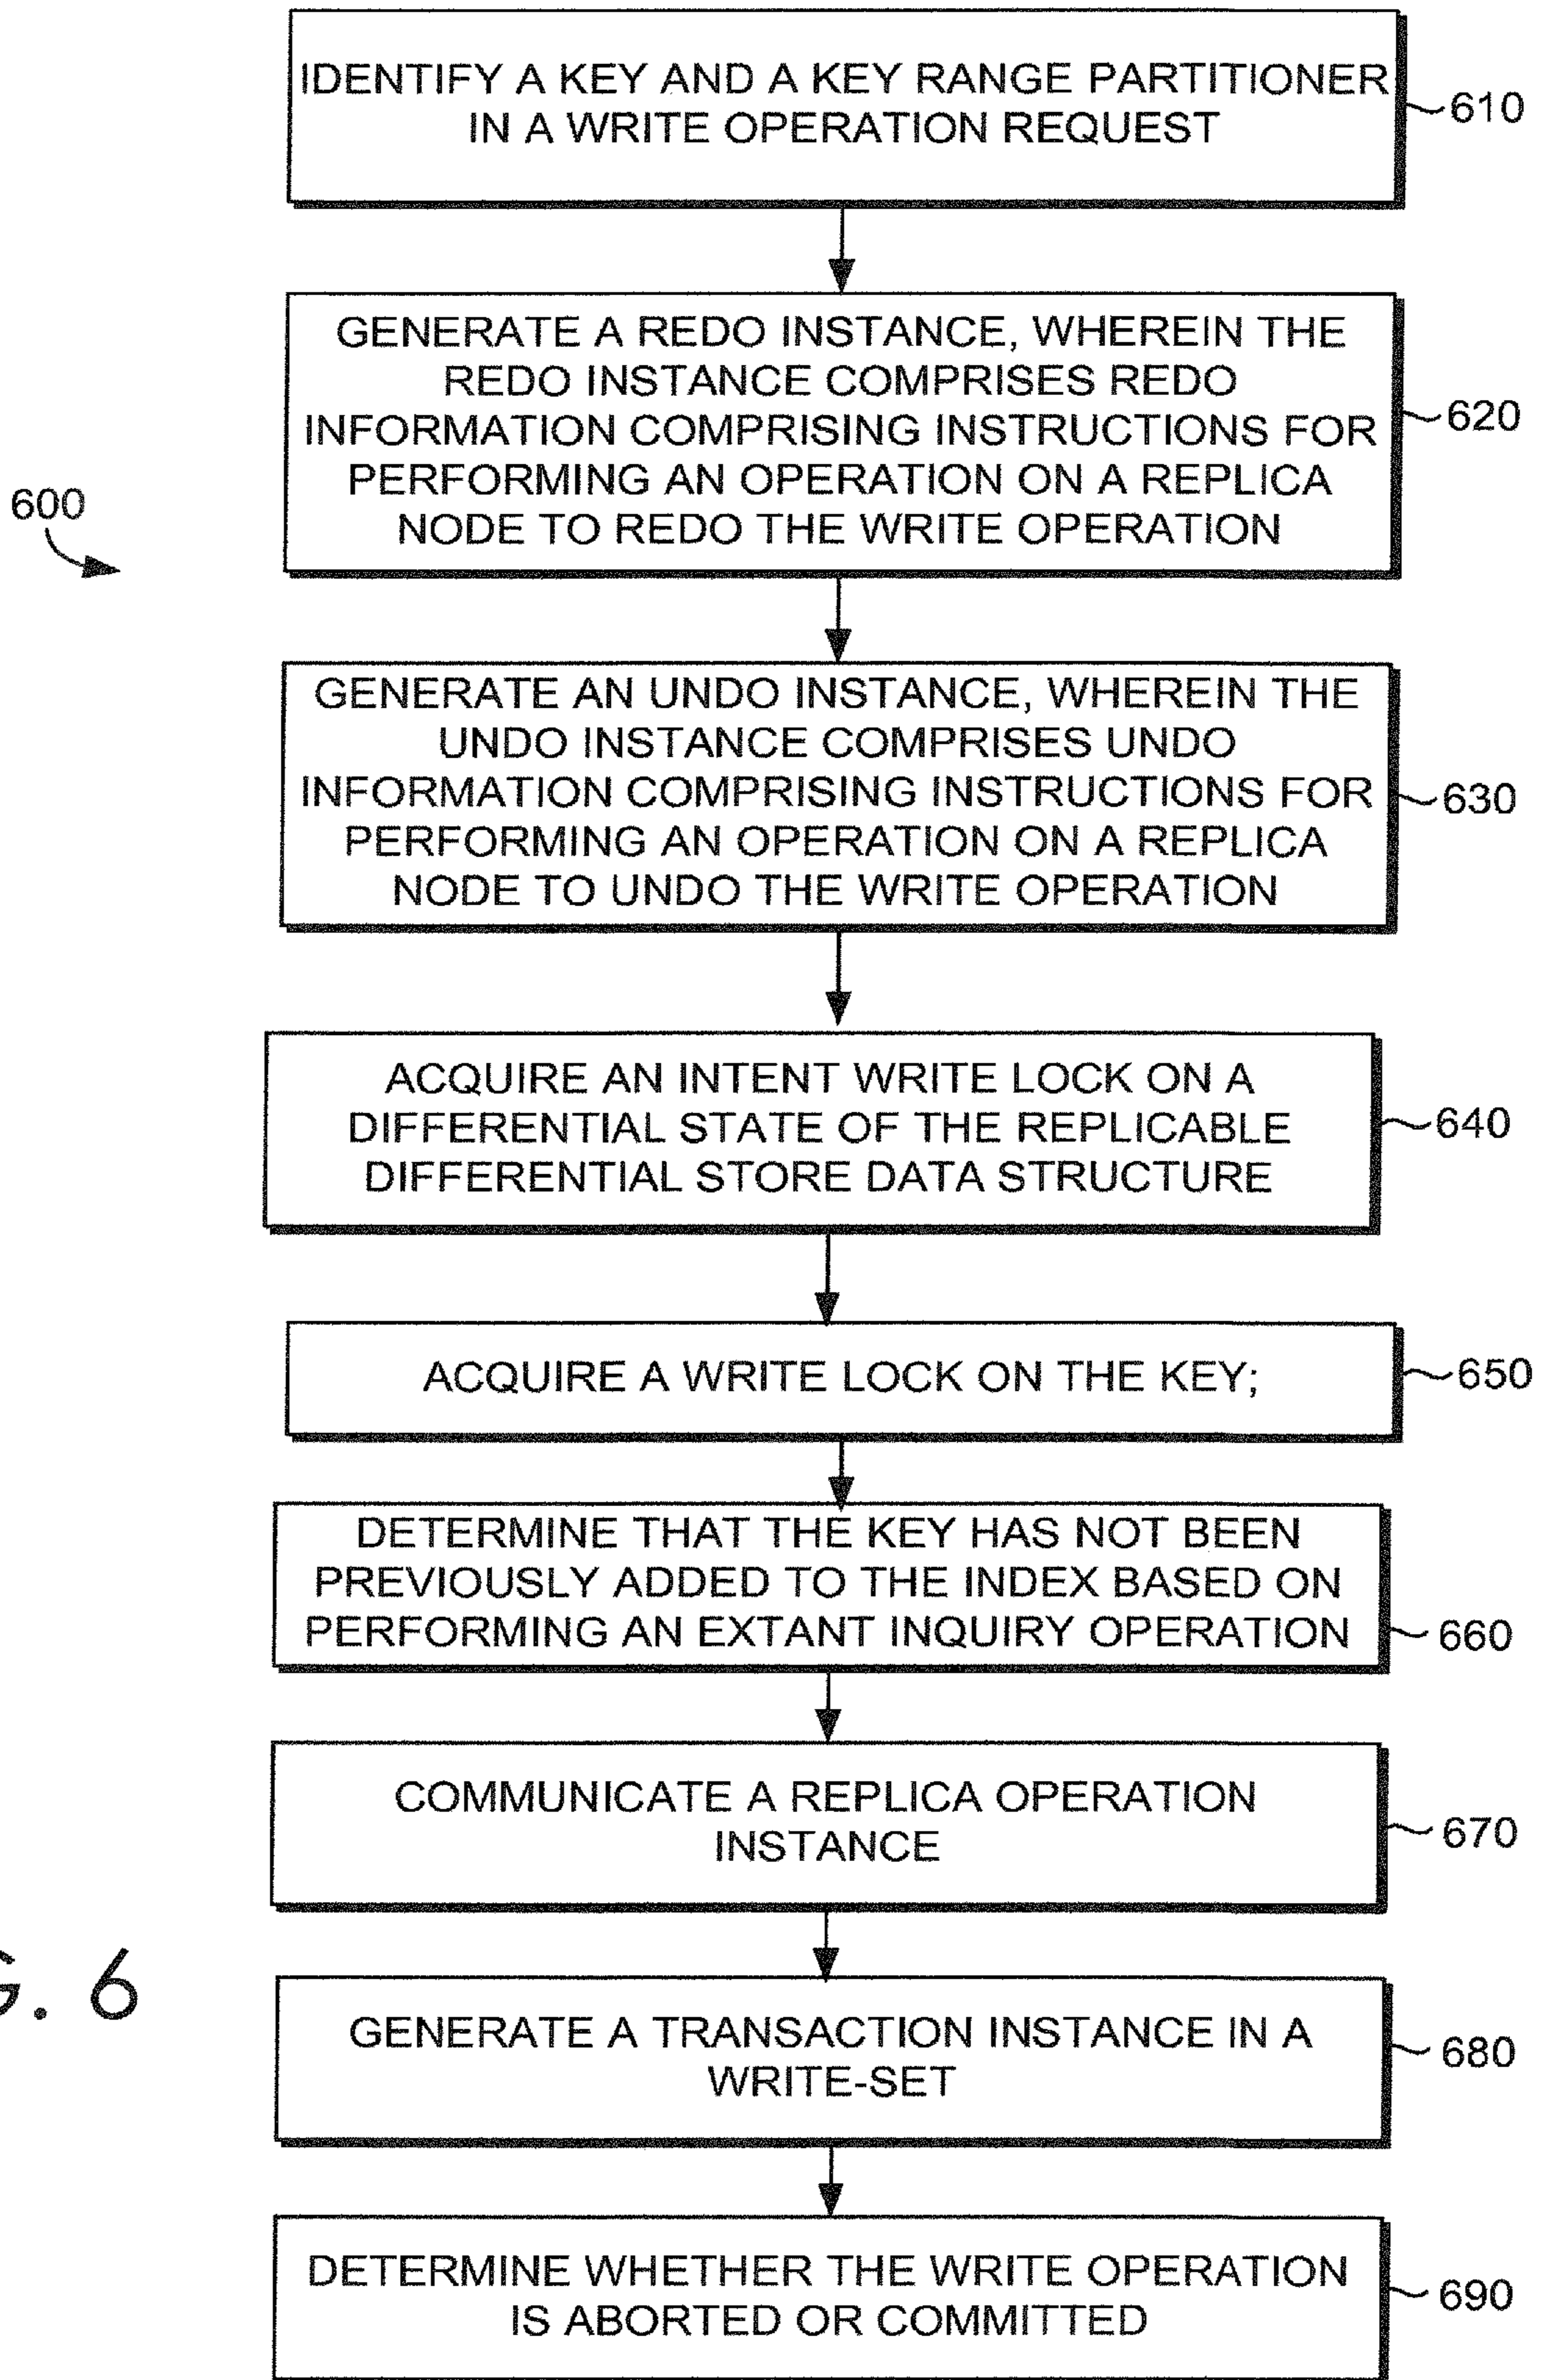 IDENTIFY A KEY AND A KEY RANGE PARTITIONER
IN A WRITE OPERATION REQUEST
610
GENERATE A REDO INSTANCE, WHEREIN THE
REDO INSTANCE COMPRISES REDO
INFORMATION COMPRISING INSTRUCTIONS FOR
PERFORMING AN OPERATION ON A REPLICA
NODE TO REDO THE WRITE OPERATION
620
600
GENERATE AN UNDO INSTANCE, WHEREIN THE
UNDO INSTANCE COMPRISES UNDO
INFORMATION COMPRISING INSTRUCTIONS FOR
PERFORMING AN OPERATION ON A REPLICA
NODE TO UNDO THE WRITE OPERATION
630
ACQUIRE AN INTENT WRITE LOCK ON A
DIFFERENTIAL STATE OF THE REPLICABLE
DIFFERENTIAL STORE DATA STRUCTURE
640
ACQUIRE A WRITE LOCK ON THE KEY;
650
DETERMINE THAT THE KEY HAS NOT BEEN
PREVIOUSLY ADDED TO THE INDEX BASED ON
PERFORMING AN EXTANT INQUIRY OPERATION
660
COMMUNICATE A REPLICA OPERATION
INSTANCE
670
G. 6
GENERATE A TRANSACTION INSTANCE IN A
WRITE-SET
680
DETERMINE WHETHER THE WRITE OPERATION
IS ABORTED OR COMMITTED
690